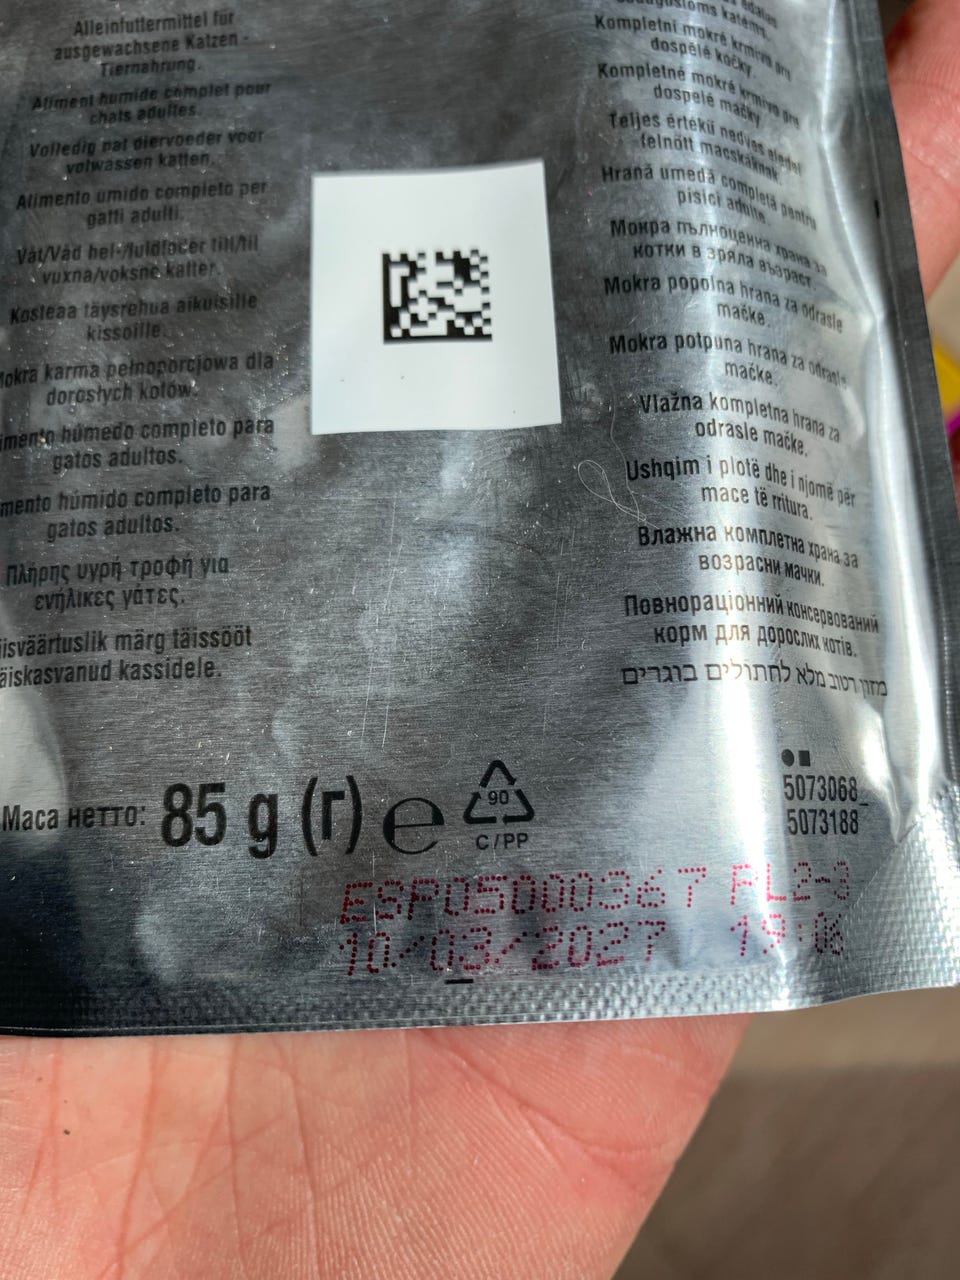 Alleinfuttermittel für
ausgewachsene Katzen -
Tiernahrung.
Aliment humide complet pour
chats adultes.
Volledig nat diervoeder voor
volwassen katten.
Alimento umido completo per
gatti adulti.
Våt/Våd hel-/fuldfoder till/til
vuxna/voksne katter.
Kosteaa täysrehua aikuisille
kissoille.
karma pełnoporcjowa dla
dorosłych kotów.
húmedo completo para
gatos adultos.
húmido completo para
gatos adultos.
Πλήρης υγρή τροφή για
ενήλικες γάτες.
märg täissööt
kassidele.
katėms.
Kompletní mokré krmivo pro
dospělé kočky.
Kompletné mokré krmivo pre
dospelé mačky.
Teljes értékű nedves eledel
felnőtt macskáknak.
Hrană umedă completă pentru
pisici adulte.
Мокра пълноценна храна за
котки в зряла възраст.
Mokra popolna hrana za odrasle
mačke.
Mokra potpuna hrana za odrasle
mačke.
Vlažna kompletna hrana za
odrasle mačke.
Ushqim i plotë dhe i njomë për
mace të rritura.
Влажна комплетна храна за
возрасни мачки.
Повнораціонний консервований
корм для дорослих котів.
מזון רטוב מלא לחתולים בוגרים
Маса нетто: 85 g (г) ℮
90
C/PP
5073068_
5073188
ESP05000367 PL2-3
10/03/2027 19:06